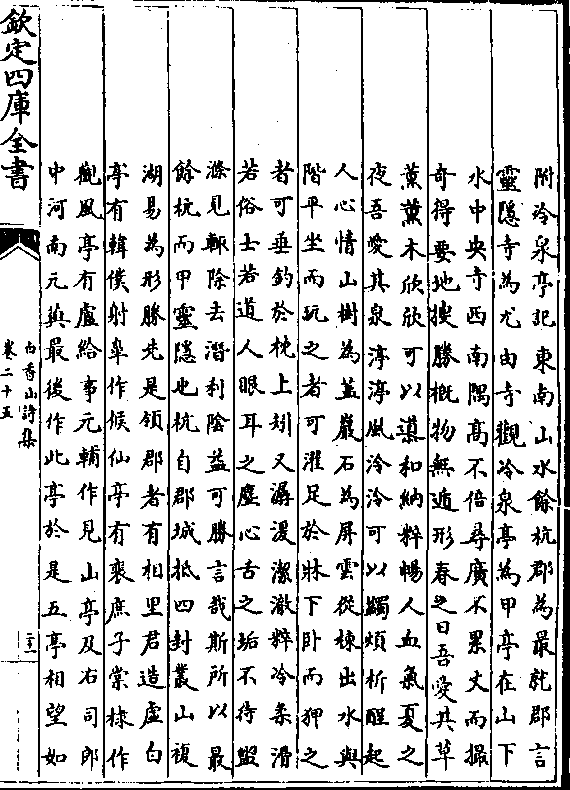 附冷泉亭記東南山水餘杭郡為最就郡言
靈隱寺為尤由寺觀冷泉亭為甲亭在山下
水中央寺西南隅高不倍尋廣不累丈而撮
奇得要地搜勝概物無遁形春之日吾愛其草
薰薰木欣欣可以導和納粹暢人血氣夏之
夜吾愛其泉渟渟風泠泠可以蠲煩析酲起
人心情山樹為蓋巖石為屏雲從棟出水與
階平坐而玩之者可濯足於牀下臥而狎之
者可垂釣於枕上矧又潺湲潔澈粹冷柔滑
若俗士若道人眼耳之塵心舌之垢不待盥
滌見輒除去潛利陰益可勝言哉斯所以最
餘杭而甲靈隱也杭自郡城抵四封叢山複
湖易為形勝先是領郡者有相里君造虛白
亭有韓僕射臯作候仙亭有裴庶子棠棣作
觀風亭有盧給事元輔作見山亭及右司郎
中河南元藇最後作此亭於是五亭相望如
欽定四庫全書
白香山詩集
卷二十五